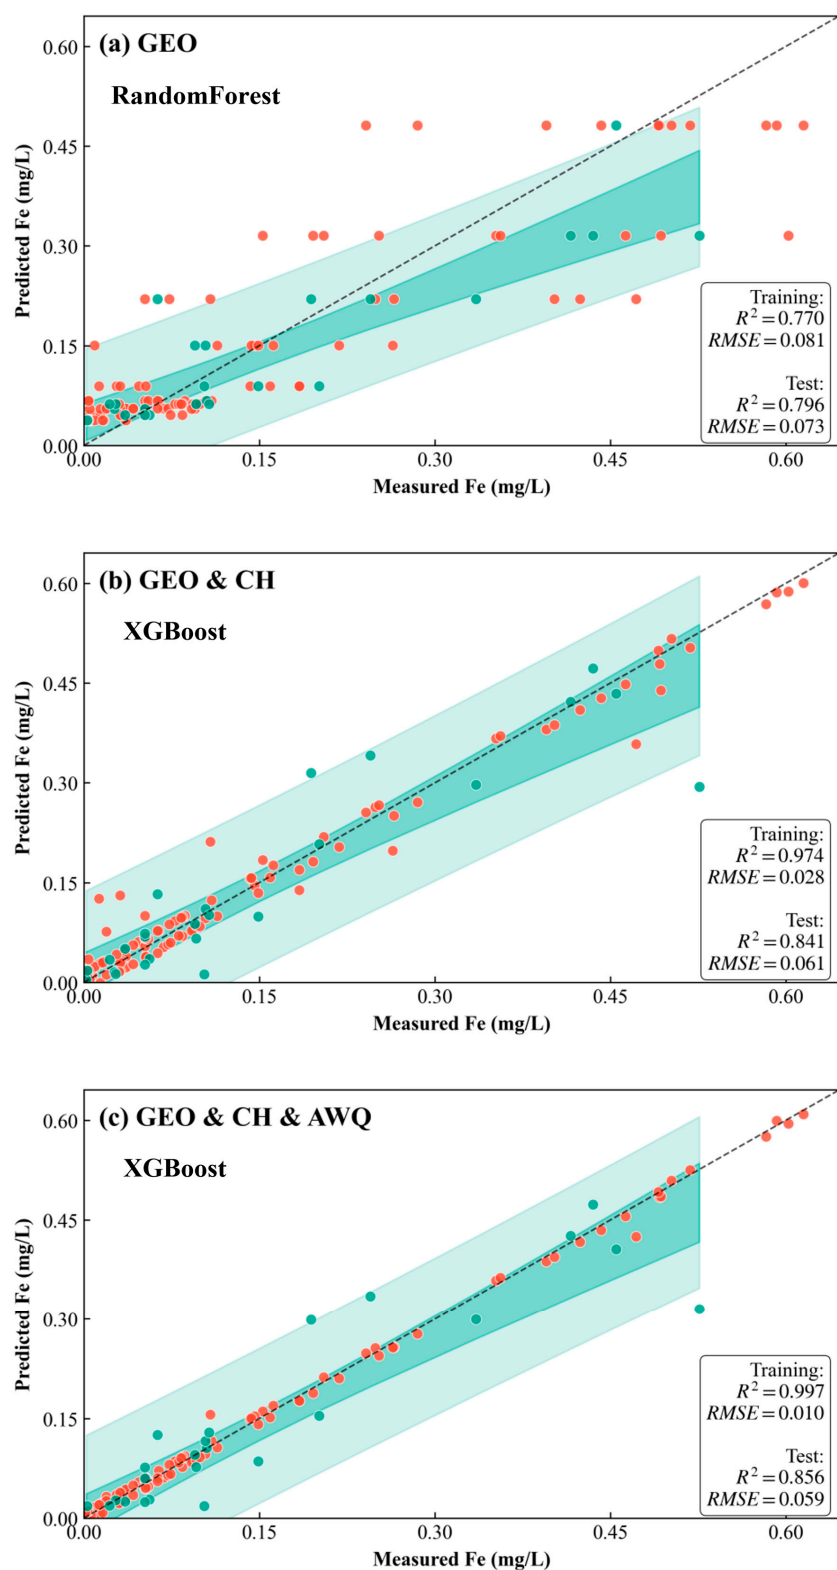 (a) GEO
RandomForest
0.60
0.45
0.30
0.15
0.00
Predicted Fe (mg/L)
Training:
R² = 0.770
RMSE = 0.081
Test:
R² = 0.796
RMSE = 0.073
0.00 0.15 0.30 0.45 0.60
Measured Fe (mg/L)
(b) GEO & CH
XGBoost
0.60
0.45
0.30
0.15
0.00
Predicted Fe (mg/L)
Training:
R² = 0.974
RMSE = 0.028
Test:
R² = 0.841
RMSE = 0.061
0.00 0.15 0.30 0.45 0.60
Measured Fe (mg/L)
(c) GEO & CH & AWQ
XGBoost
0.60
0.45
0.30
0.15
0.00
Predicted Fe (mg/L)
Training:
R² = 0.997
RMSE = 0.010
Test:
R² = 0.856
RMSE = 0.059
0.00 0.15 0.30 0.45 0.60
Measured Fe (mg/L)